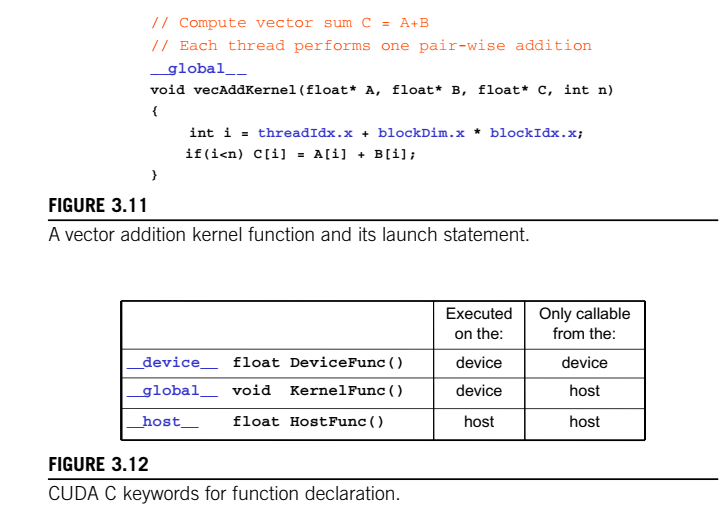 // Compute vector sum C = A+B
// Each thread performs one pair-wise addition
__global__
void vecAddKernel(float* A, float* B, float* C, int n)
{
int i = threadIdx.x + blockDim.x * blockIdx.x;
if(i<n) C[i] = A[i] + B[i];
}
FIGURE 3.11
A vector addition kernel function and its launch statement.
Executed on the: Only callable from the:
__device__ float DeviceFunc() device device
__global__ void KernelFunc() device host
__host__ float HostFunc() host host
FIGURE 3.12
CUDA C keywords for function declaration.